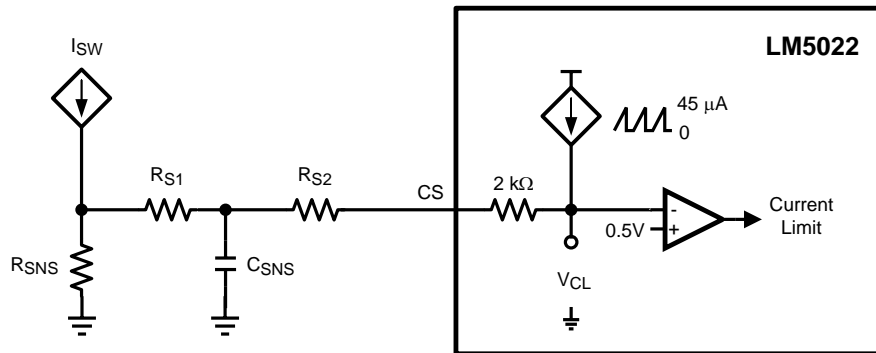 LM5022
ISW
45 μA
0
RS1
RS2
CS
2 kΩ
Current
Limit
-
+
0.5V
RSNS
CSNS
VCL